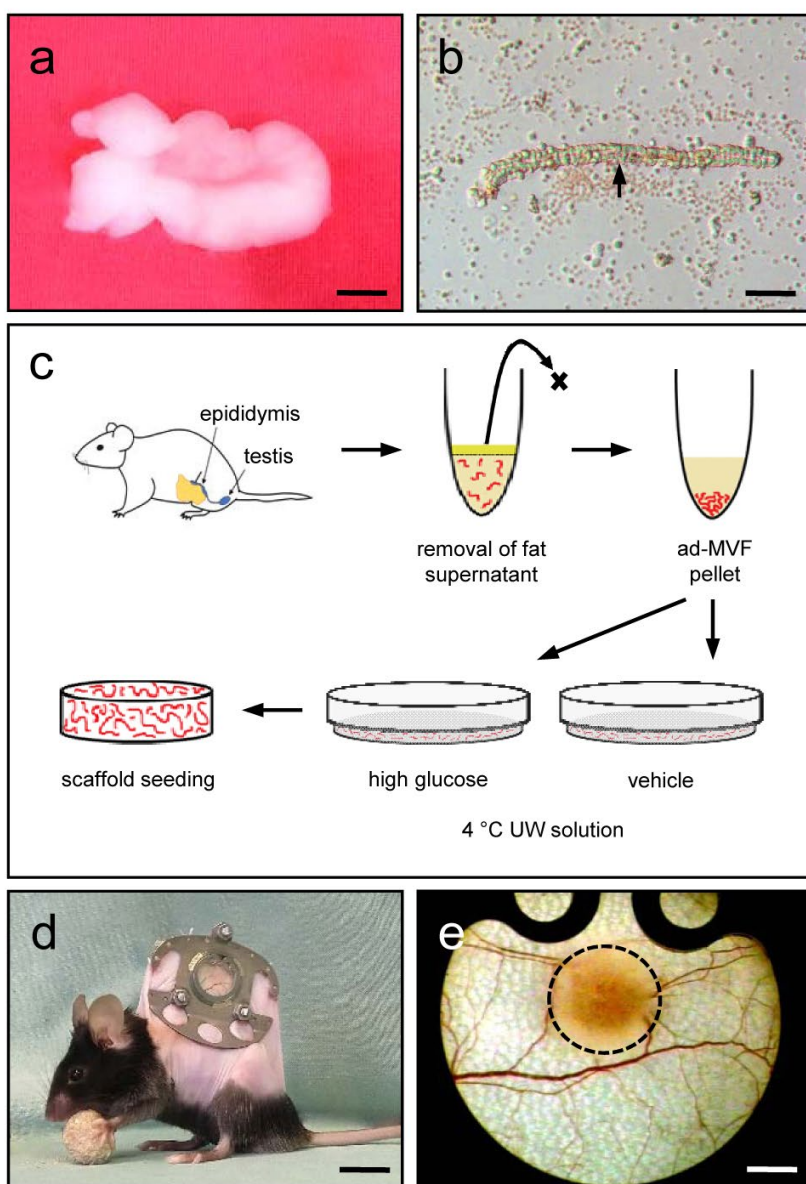 a
b
c
epididymis
testis
removal of fat
supernatant
ad-MVF
pellet
scaffold seeding
high glucose
vehicle
4 °C UW solution
d
e